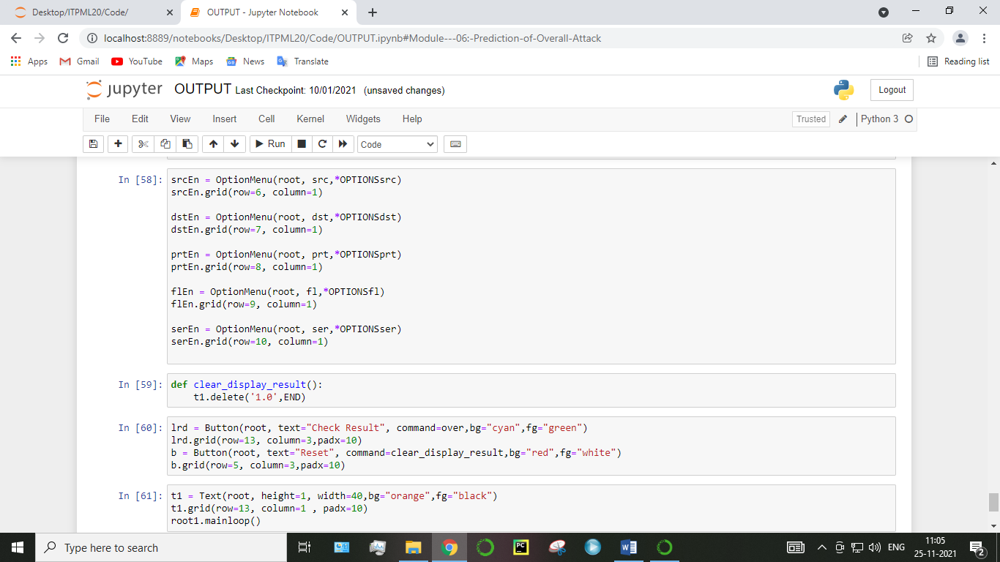 Desktop/ITPML20/Code/
OUTPUT - Jupyter Notebook
localhost:8889/notebooks/Desktop/ITPML20/Code/OUTPUT.ipynb#Module---06:-Prediction-of-Overall-Attack
Apps Gmail YouTube Maps News Translate Reading list
jupyter OUTPUT Last Checkpoint: 10/01/2021 (unsaved changes) Logout
File Edit View Insert Cell Kernel Widgets Help Trusted Python 3
Run Code
In [58]: srcEn = OptionMenu(root, src,*OPTIONSsrc)
srcEn.grid(row=6, column=1)
dstEn = OptionMenu(root, dst,*OPTIONSdst)
dstEn.grid(row=7, column=1)
prtEn = OptionMenu(root, prt,*OPTIONSprt)
prtEn.grid(row=8, column=1)
flEn = OptionMenu(root, fl,*OPTIONSfl)
flEn.grid(row=9, column=1)
serEn = OptionMenu(root, ser,*OPTIONSser)
serEn.grid(row=10, column=1)
In [59]: def clear_display_result():
    t1.delete('1.0',END)
In [60]: lrd = Button(root, text="Check Result", command=over,bg="cyan",fg="green")
lrd.grid(row=13, column=3,padx=10)
b = Button(root, text="Reset", command=clear_display_result,bg="red",fg="white")
b.grid(row=5, column=3,padx=10)
In [61]: t1 = Text(root, height=1, width=40,bg="orange",fg="black")
t1.grid(row=13, column=1 , padx=10)
root1.mainloop()
Type here to search
PC
W
ENG
11:05
25-11-2021
2